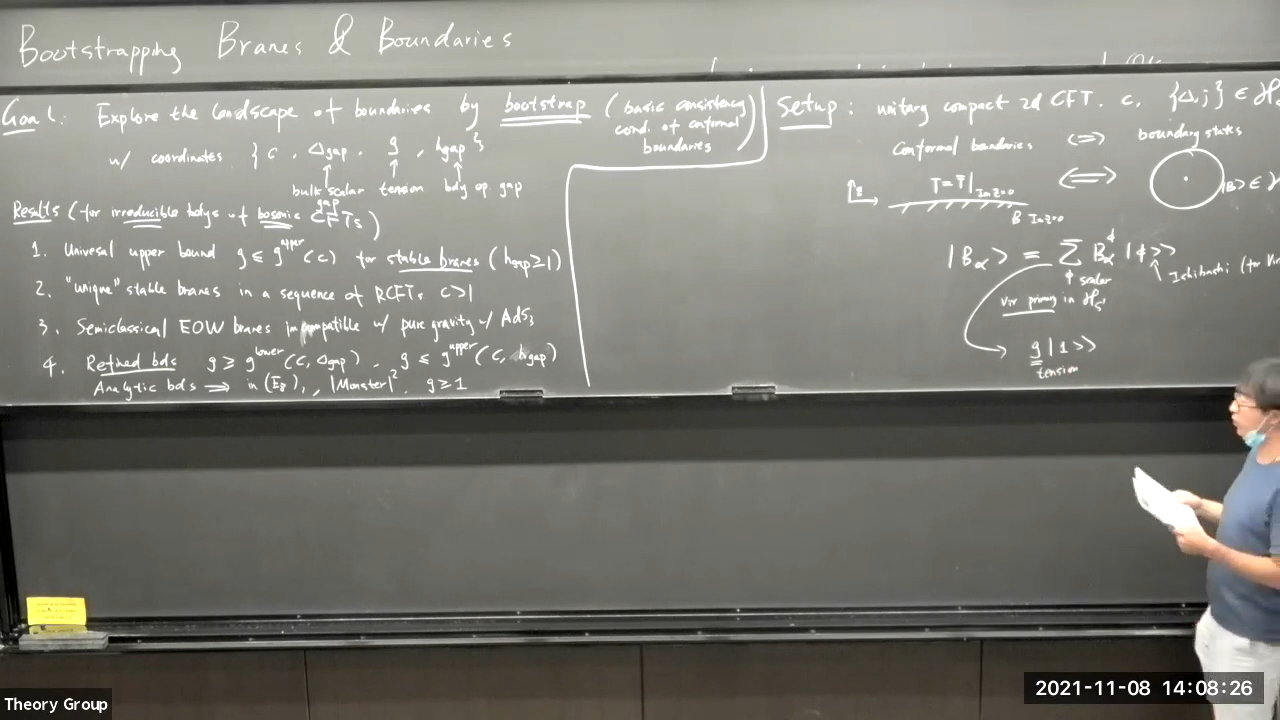 Bootstrapping Branes & Boundaries
Goal: Explore the landscape of boundaries by bootstrap (basic consistency cond. of conformal boundaries)
w/ coordinates { c, Δgap, g, hgap }
bulk scalar gap tension bdy op gap
Results (for irreducible bdys of bosonic CFTs)
1. Univesal upper bound g ≤ g^upper(c) for stable branes (hgap≥1)
2. "unique" stable branes in a sequence of RCFTs c>1
3. Semiclassical EOW branes incompatible w/ pure gravity w/ AdS₃
4. Refined bds g ≥ g^lower(c, Δgap), g ≤ g^upper(c, hgap)
Analytic bds ⇒ in (E₈)₁, |Monster|², g≥1
Setup: unitary compact 2d CFT. c, {Δ,j} ∈ ℋ
Conformal boundaries ⇔ boundary states
z T=T̄|Im z=0 ⇔ |B> ∈
B Im z=0
|Bα> = Σ Bα^ϕ |ϕ>>
ϕ scalar Ishibashi (for Vir
Vir primary in ℋ
g|1>>
tension
Theory Group
2021-11-08 14:08:26